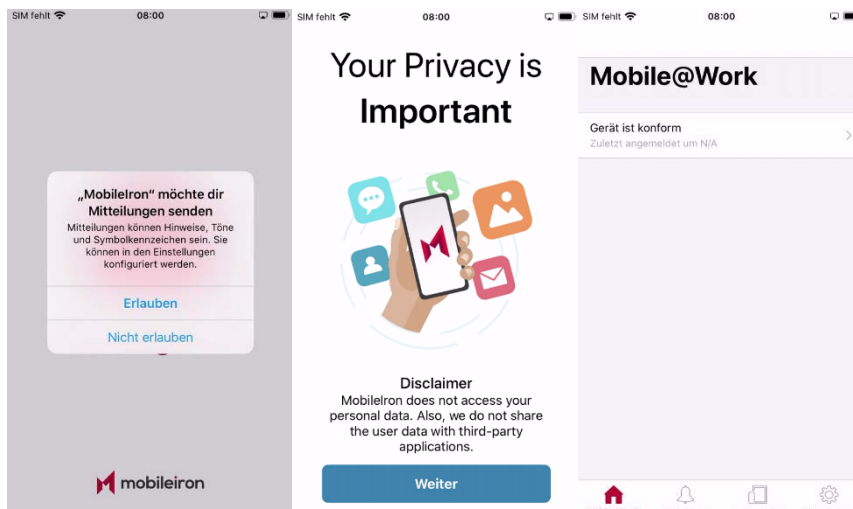 SIM fehlt
08:00
„MobileIron" möchte dir
Mitteilungen senden
Mitteilungen können Hinweise, Töne
und Symbolkennzeichen sein. Sie
können in den Einstellungen
konfiguriert werden.
Erlauben
Nicht erlauben
mobileiron
SIM fehlt
08:00
Your Privacy is
Important
Disclaimer
MobileIron does not access your
personal data. Also, we do not share
the user data with third-party
applications.
Weiter
SIM fehlt
08:00
Mobile@Work
Gerät ist konform
Zuletzt angemeldet um N/A